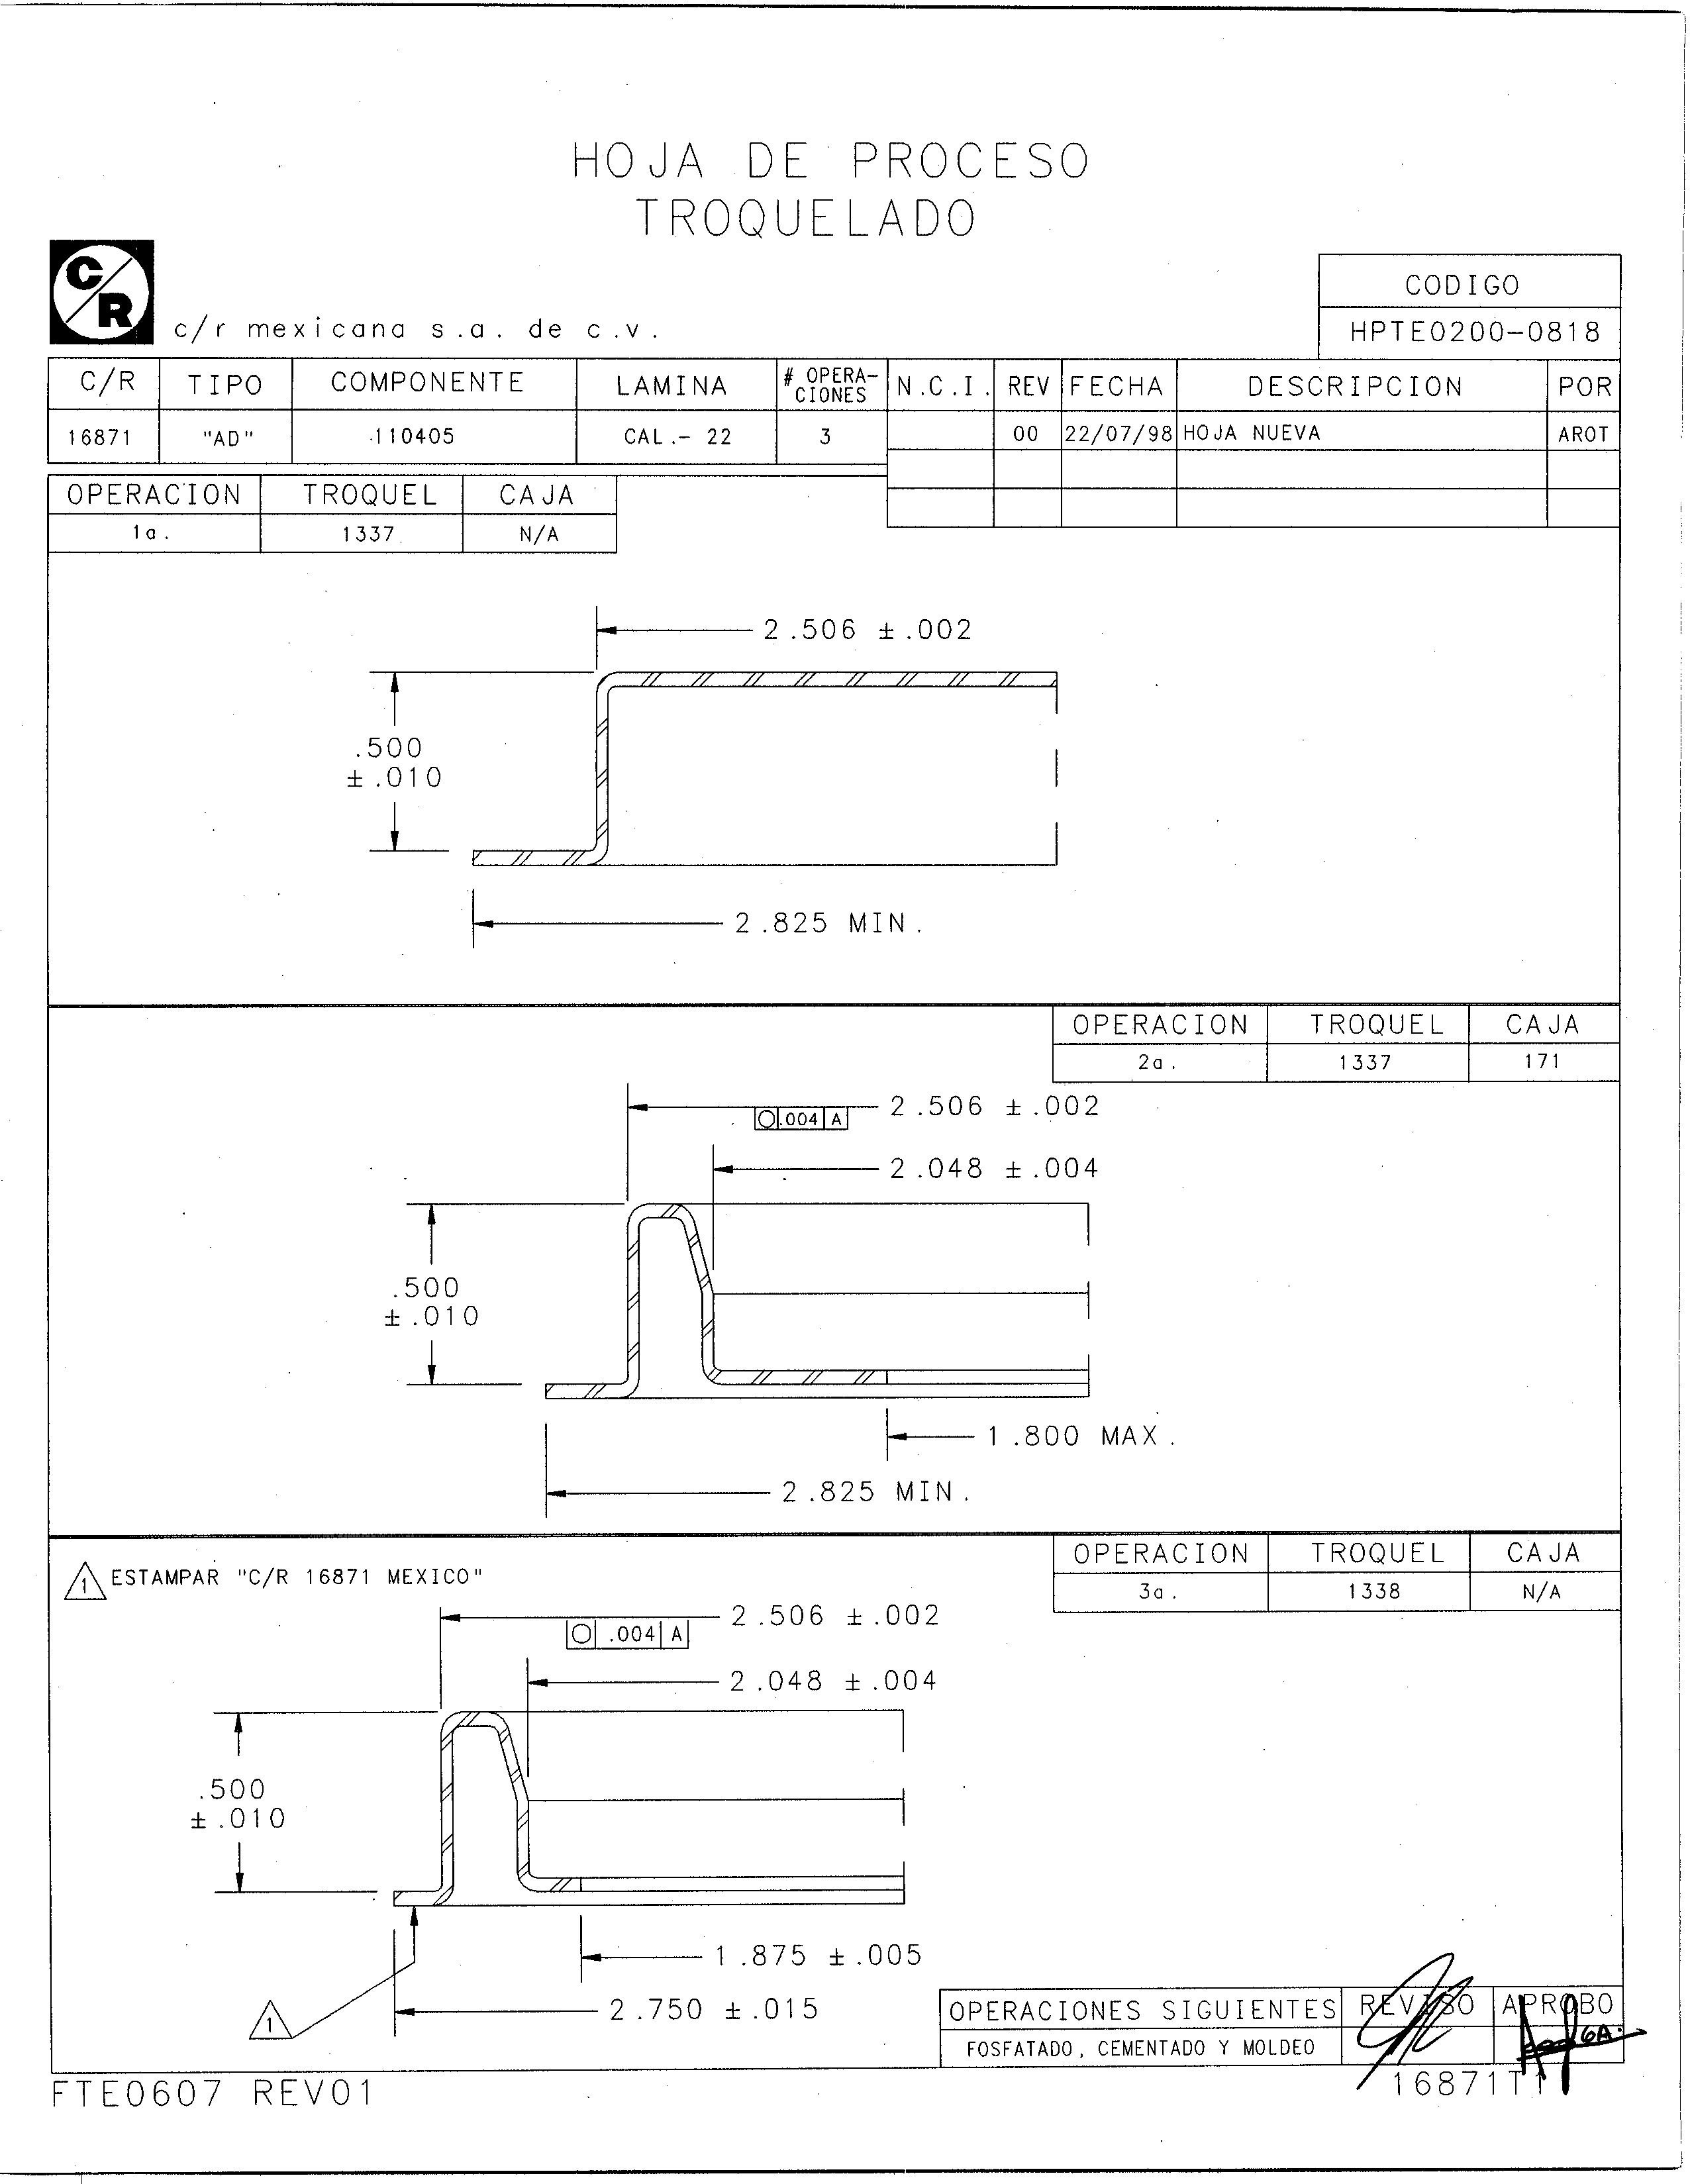 HOJA DE PROCESO
TROQUELADO
C/R
c/r mexicana s.a. de c.v.
CODIGO
HPTE0200-0818
C/R TIPO COMPONENTE LAMINA # OPERA-CIONES N.C.I. REV FECHA DESCRIPCION POR
16871 "AD" 110405 CAL.- 22 3 00 22/07/98 HOJA NUEVA AROT
OPERACION TROQUEL CAJA
1a. 1337 N/A
2.506 ±.002
.500
±.010
2.825 MIN.
OPERACION TROQUEL CAJA
2a. 1337 171
2.506 ±.002
.004 A
2.048 ±.004
.500
±.010
1.800 MAX.
2.825 MIN.
OPERACION TROQUEL CAJA
3a. 1338 N/A
1 ESTAMPAR "C/R 16871 MEXICO"
2.506 ±.002
.004 A
2.048 ±.004
.500
±.010
1.875 ±.005
2.750 ±.015
1
OPERACIONES SIGUIENTES REVISO APROBO
FOSFATADO, CEMENTADO Y MOLDEO
FTE0607 REV01
16871T1